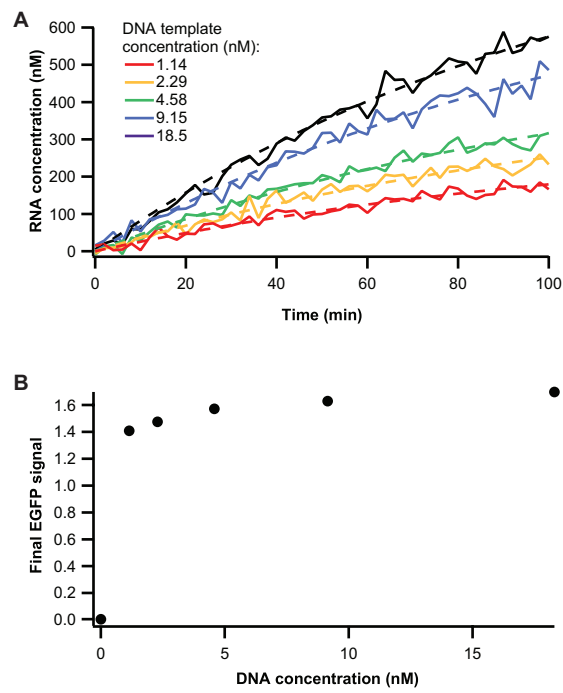 A
DNA template
concentration (nM):
1.14
2.29
4.58
9.15
18.5
RNA concentration (nM)
600
500
400
300
200
100
0
0 20 40 60 80 100
Time (min)
B
Final EGFP signal
1.6
1.4
1.2
1.0
0.8
0.6
0.4
0.2
0.0
0 5 10 15
DNA concentration (nM)